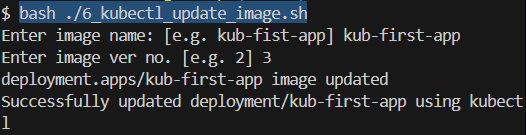 $ bash ./6_kubectl_update_image.sh
Enter image name: [e.g. kub-fist-app] kub-first-app
Enter image ver no. [e.g. 2] 3
deployment.apps/kub-first-app image updated
Successfully updated deployment/kub-first-app using kubect
l